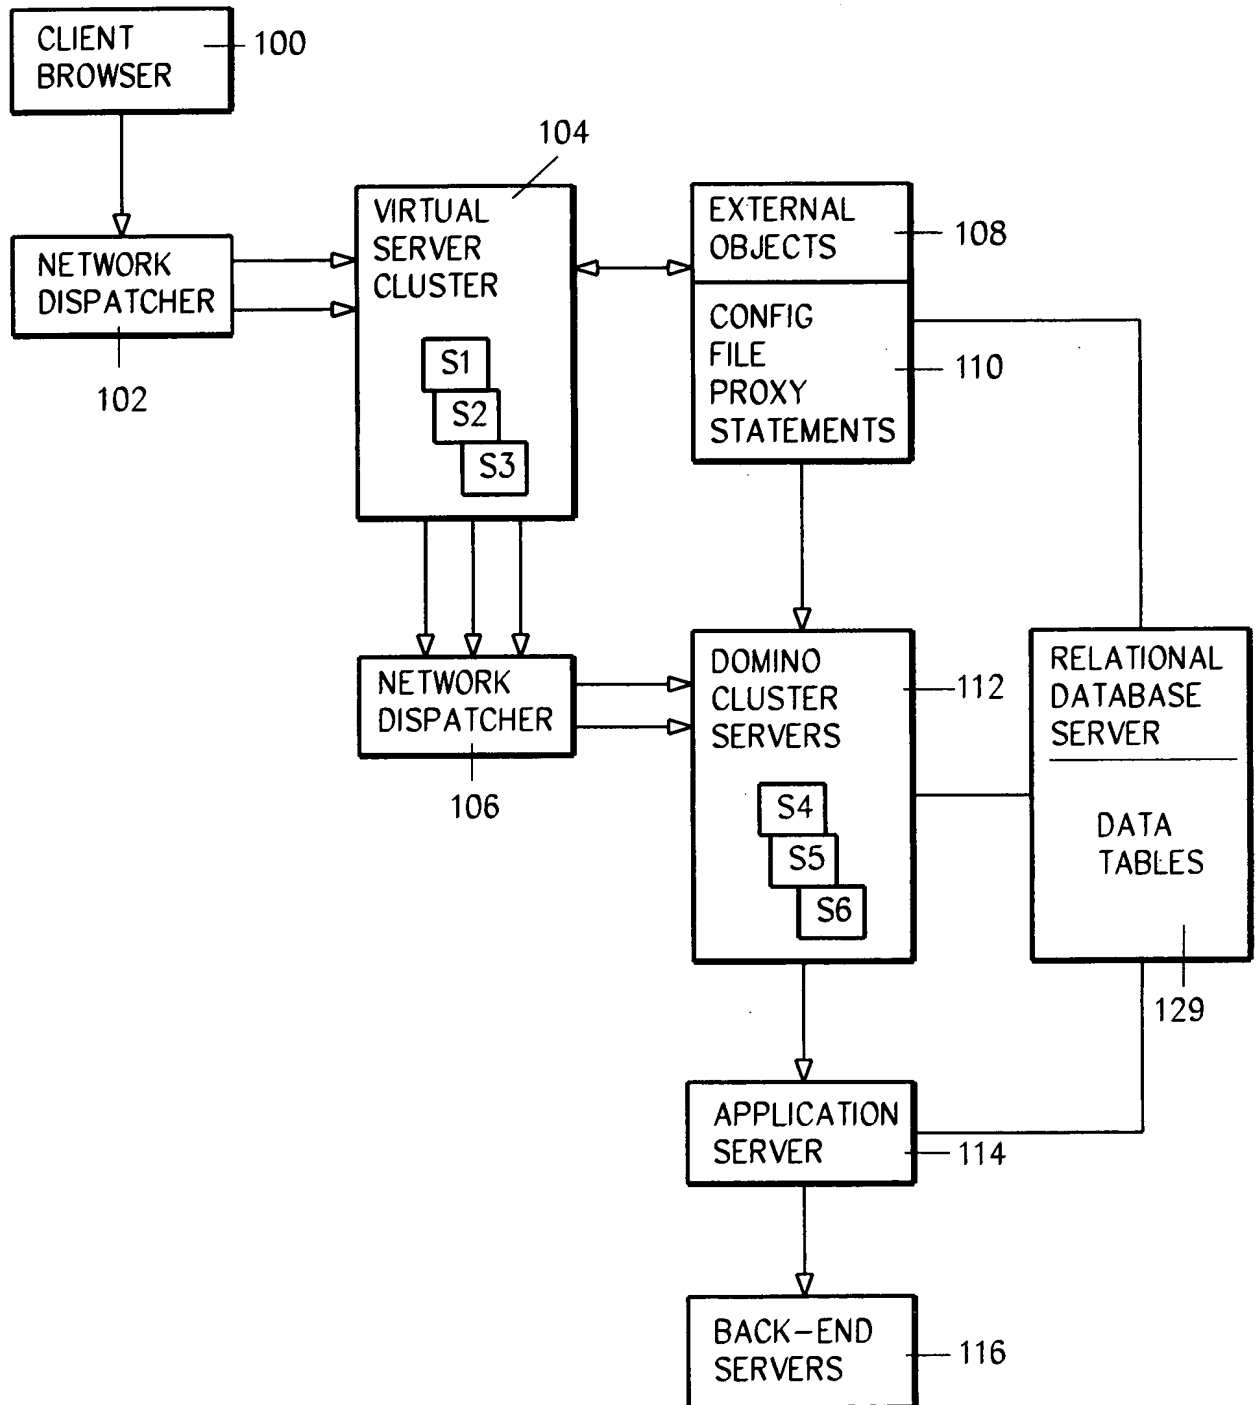 CLIENT
BROWSER
100
104
VIRTUAL
SERVER
CLUSTER
EXTERNAL
OBJECTS
108
NETWORK
DISPATCHER
102
CONFIG
FILE
PROXY
STATEMENTS
110
S1
S2
S3
NETWORK
DISPATCHER
106
DOMINO
CLUSTER
SERVERS
112
RELATIONAL
DATABASE
SERVER
DATA
TABLES
129
S4
S5
S6
APPLICATION
SERVER
114
BACK-END
SERVERS
116